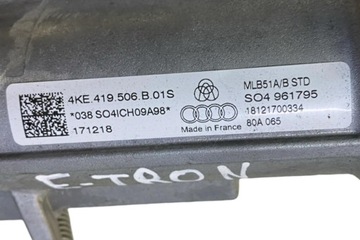 4KE.419.506.B.01S
*038 SO4ICH09A98*
171218
Made in France
MLB51A/B STD
SO4 961795
18121700334
80A 065
E-TRON